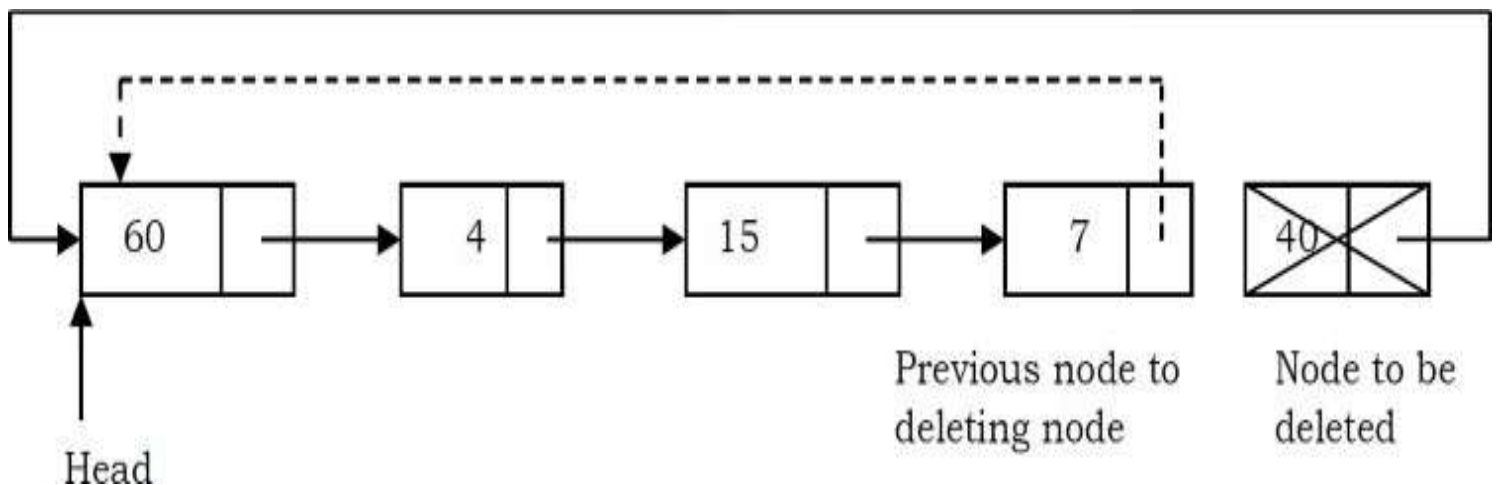 60 4 15 7 40
Previous node to
deleting node
Node to be
deleted
Head